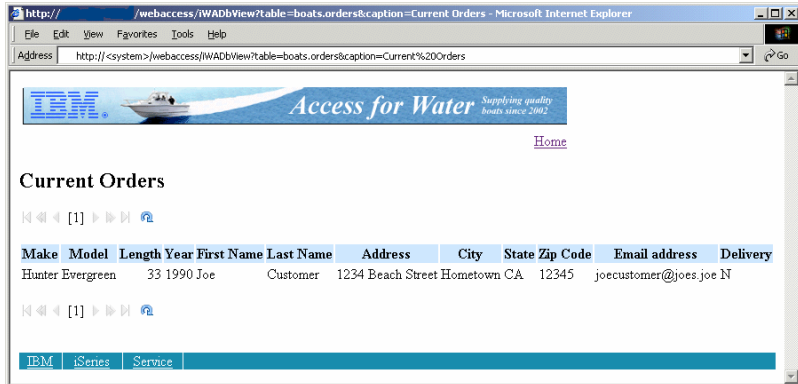 http:// /webaccess/iWADbView?table=boats.orders&caption=Current Orders - Microsoft Internet Explorer
File Edit View Favorites Tools Help
Address http://<system>/webaccess/iWADbView?table=boats.orders&caption=Current%20Orders Go
IBM. Access for Water Supplying quality
boats since 2002
Home
Current Orders
[1]
Make Model Length Year First Name Last Name Address City State Zip Code Email address Delivery
Hunter Evergreen 33 1990 Joe Customer 1234 Beach Street Hometown CA 12345 joecustomer@joes.joe N
[1]
IBM iSeries Service